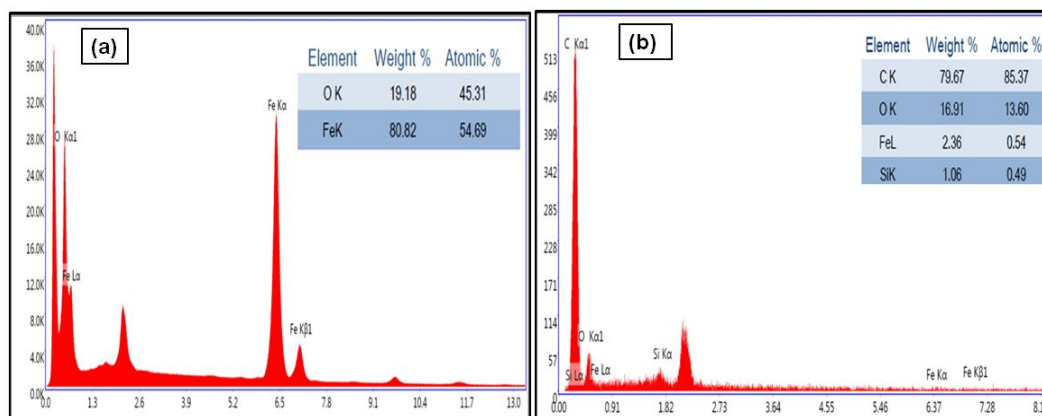 (a)
Element Weight % Atomic %
O K 19.18 45.31
FeK 80.82 54.69
40.0K
36.0K
32.0K
28.0K
24.0K
20.0K
16.0K
12.0K
8.0K
4.0K
0.0K
O Kα1
Fe Lα
Fe Kα
Fe Kβ1
0.0 1.3 2.6 3.9 5.2 6.5 7.8 9.1 10.4 11.7 13.0
(b)
Element Weight % Atomic %
C K 79.67 85.37
O K 16.91 13.60
FeL 2.36 0.54
SiK 1.06 0.49
C Kα1
513
456
399
342
285
228
171
114
57
0
O Kα1
Si Lα
Fe Lα
Si Kα
Fe Kα
Fe Kβ1
0.00 0.91 1.82 2.73 3.64 4.55 5.46 6.37 7.28